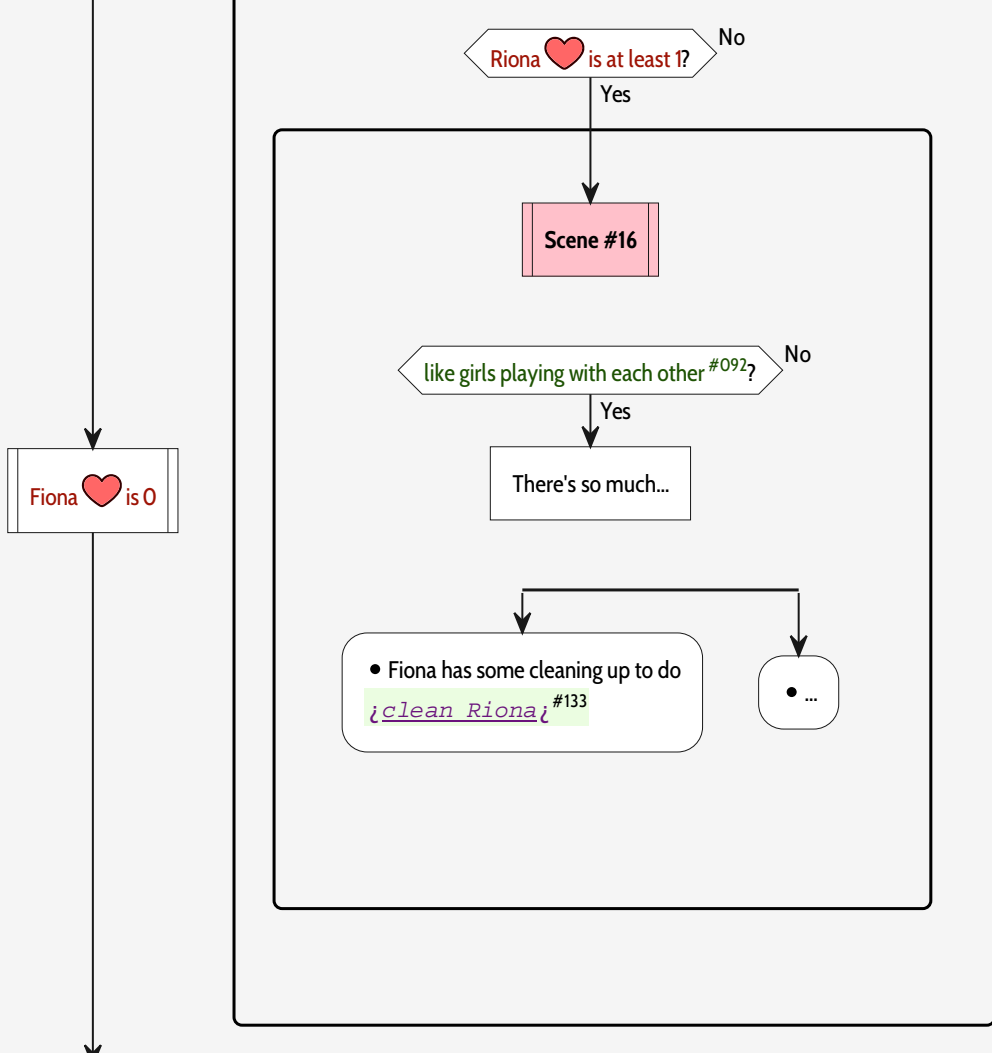 Riona is at least 1?
No
Yes
Scene #16
like girls playing with each other #092?
No
Yes
There's so much...
Fiona is 0
• Fiona has some cleaning up to do
¿clean Riona¿ #133
• ...